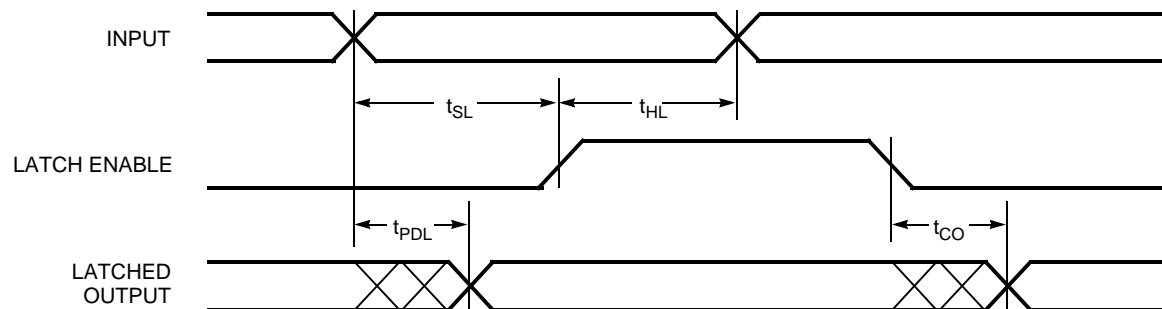 INPUT
t_SL
t_HL
LATCH ENABLE
t_PDL
t_CO
LATCHED
OUTPUT